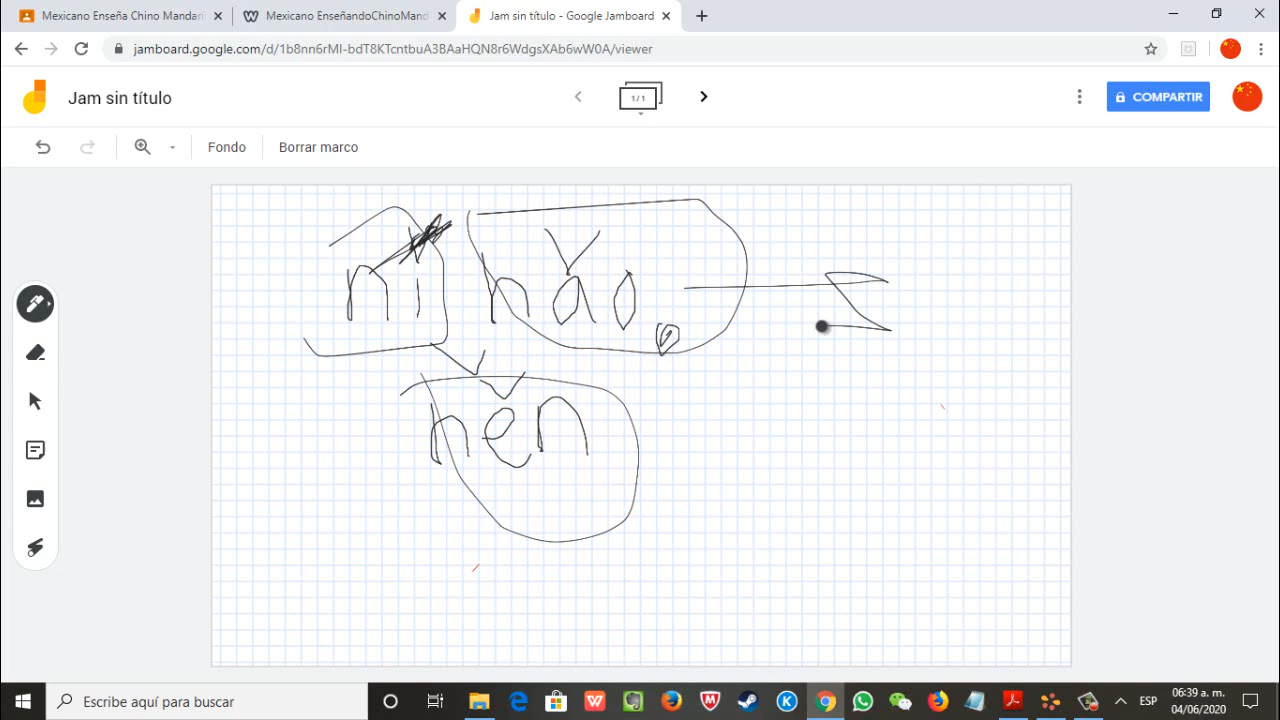 Mexicano Enseña Chino Mandari
Mexicano EnseñandoChinoMand
Jam sin título - Google Jamboard
jamboard.google.com/d/1b8nn6rMI-bdT8KTcntbuA3BAaHQN8r6WdgsXAb6wW0A/viewer
Jam sin título
1/1
COMPARTIR
Fondo
Borrar marco
ni hǎo
hěn
Escribe aquí para buscar
ESP
06:39 a. m.
04/06/2020